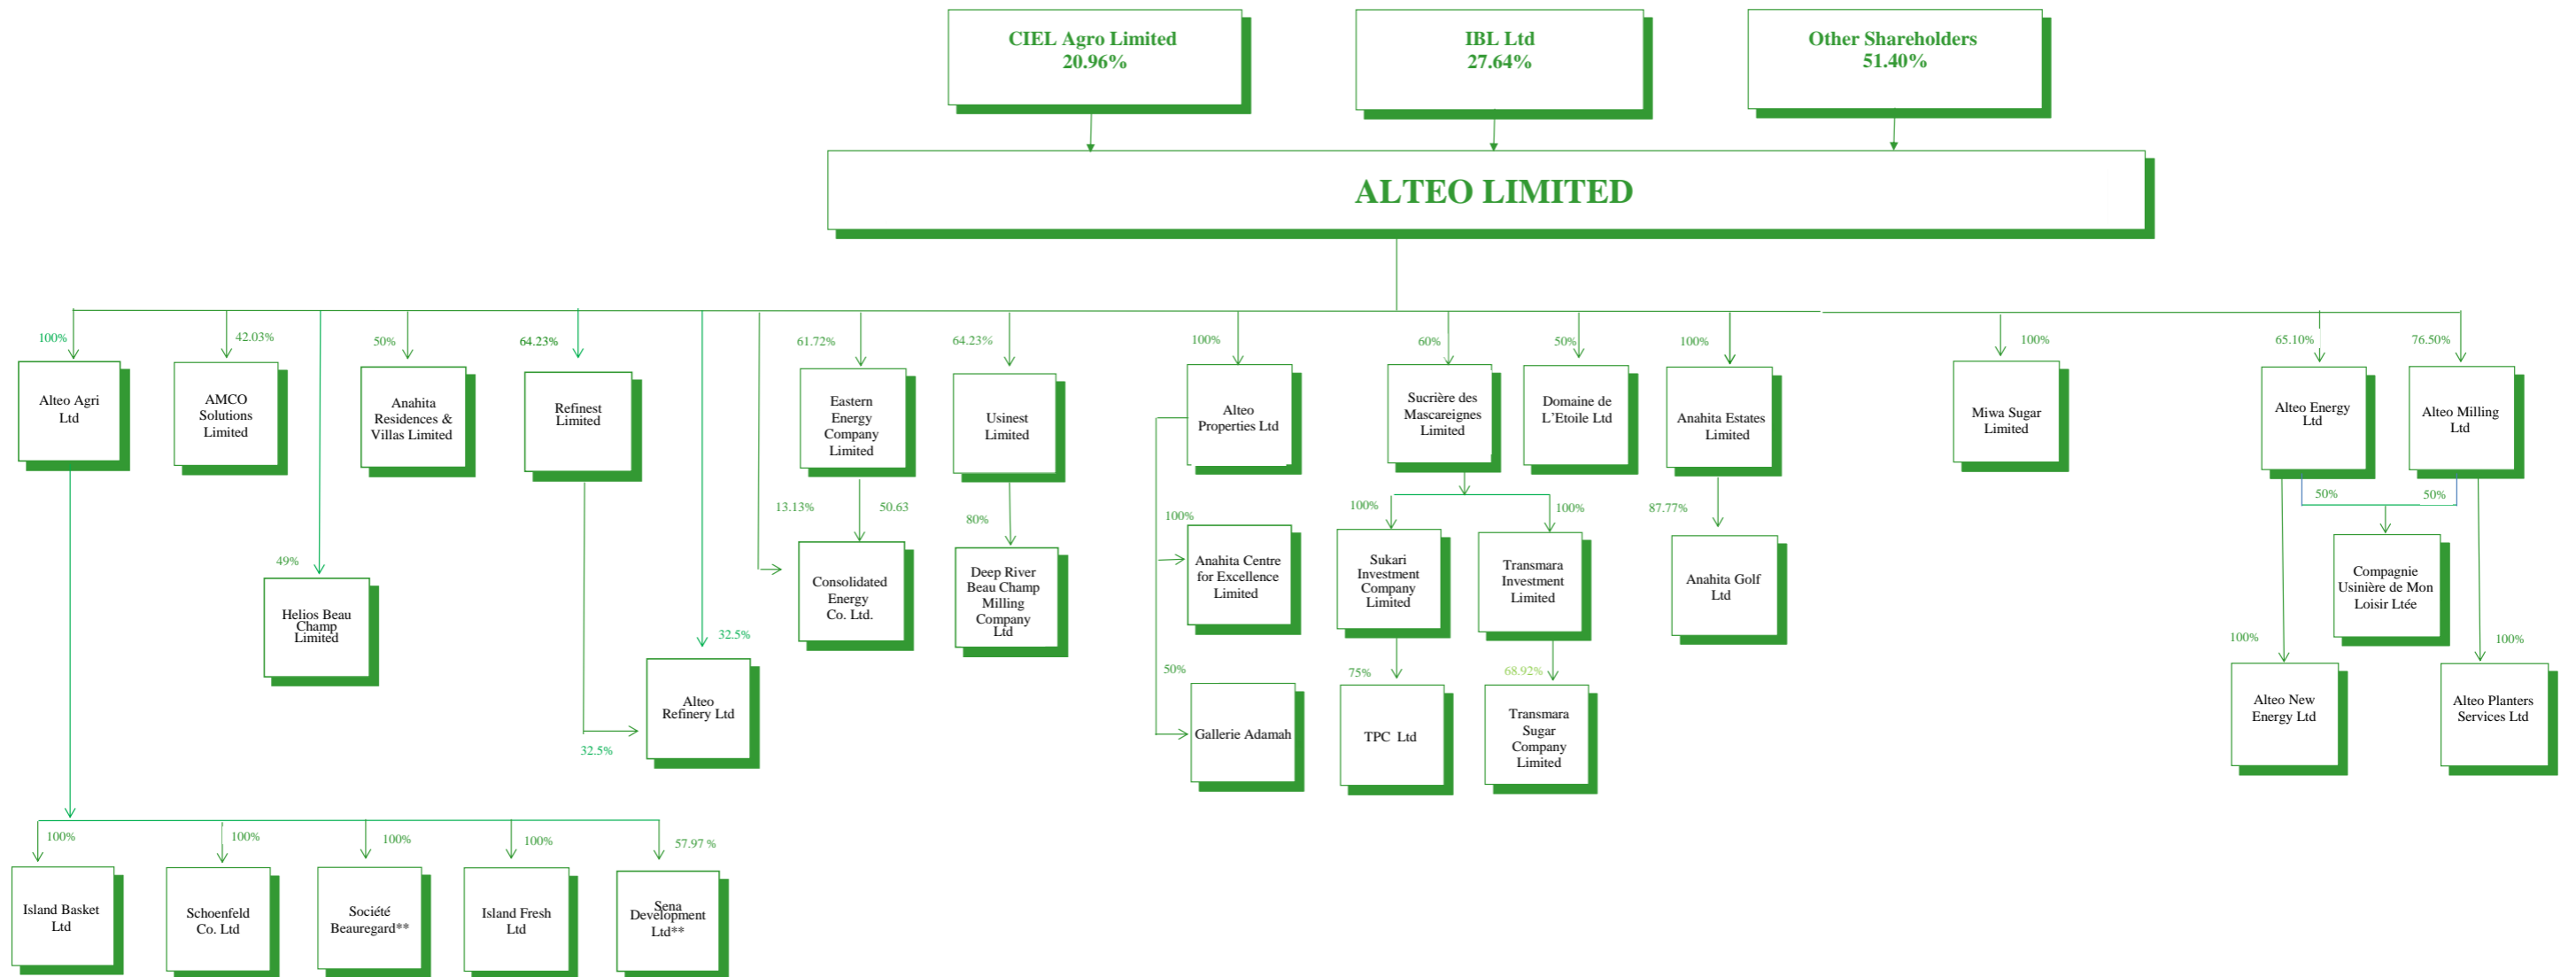 CIEL Agro Limited
20.96%
IBL Ltd
27.64%
Other Shareholders
51.40%
ALTEO LIMITED
100%
42.03%
50%
64.23%
61.72%
64.23%
100%
60%
50%
100%
100%
65.10%
76.50%
Alteo Agri
Ltd
AMCO
Solutions
Limited
Anahita
Residences &
Villas Limited
Refinest
Limited
Eastern
Energy
Company
Limited
Usinest
Limited
Alteo
Properties Ltd
Sucrière des
Mascareignes
Limited
Domaine de
L'Etoile Ltd
Anahita Estates
Limited
Miwa Sugar
Limited
Alteo Energy
Ltd
Alteo Milling
Ltd
13.13%
50.63
80%
100%
100%
100%
87.77%
50%
50%
49%
Helios Beau
Champ
Limited
Consolidated
Energy
Co. Ltd.
Deep River
Beau Champ
Milling
Company
Ltd
Anahita Centre
for Excellence
Limited
Sukari
Investment
Company
Limited
Transmara
Investment
Limited
Anahita Golf
Ltd
Compagnie
Usinière de Mon
Loisir Ltée
32.5%
32.5%
Alteo
Refinery Ltd
50%
75%
68.92%
100%
100%
Gallerie Adamah
TPC Ltd
Transmara
Sugar
Company
Limited
Alteo New
Energy Ltd
Alteo Planters
Services Ltd
100%
100%
100%
100%
57.97 %
Island Basket
Ltd
Schoenfeld
Co. Ltd
Société
Beauregard**
Island Fresh
Ltd
Sena
Development
Ltd**